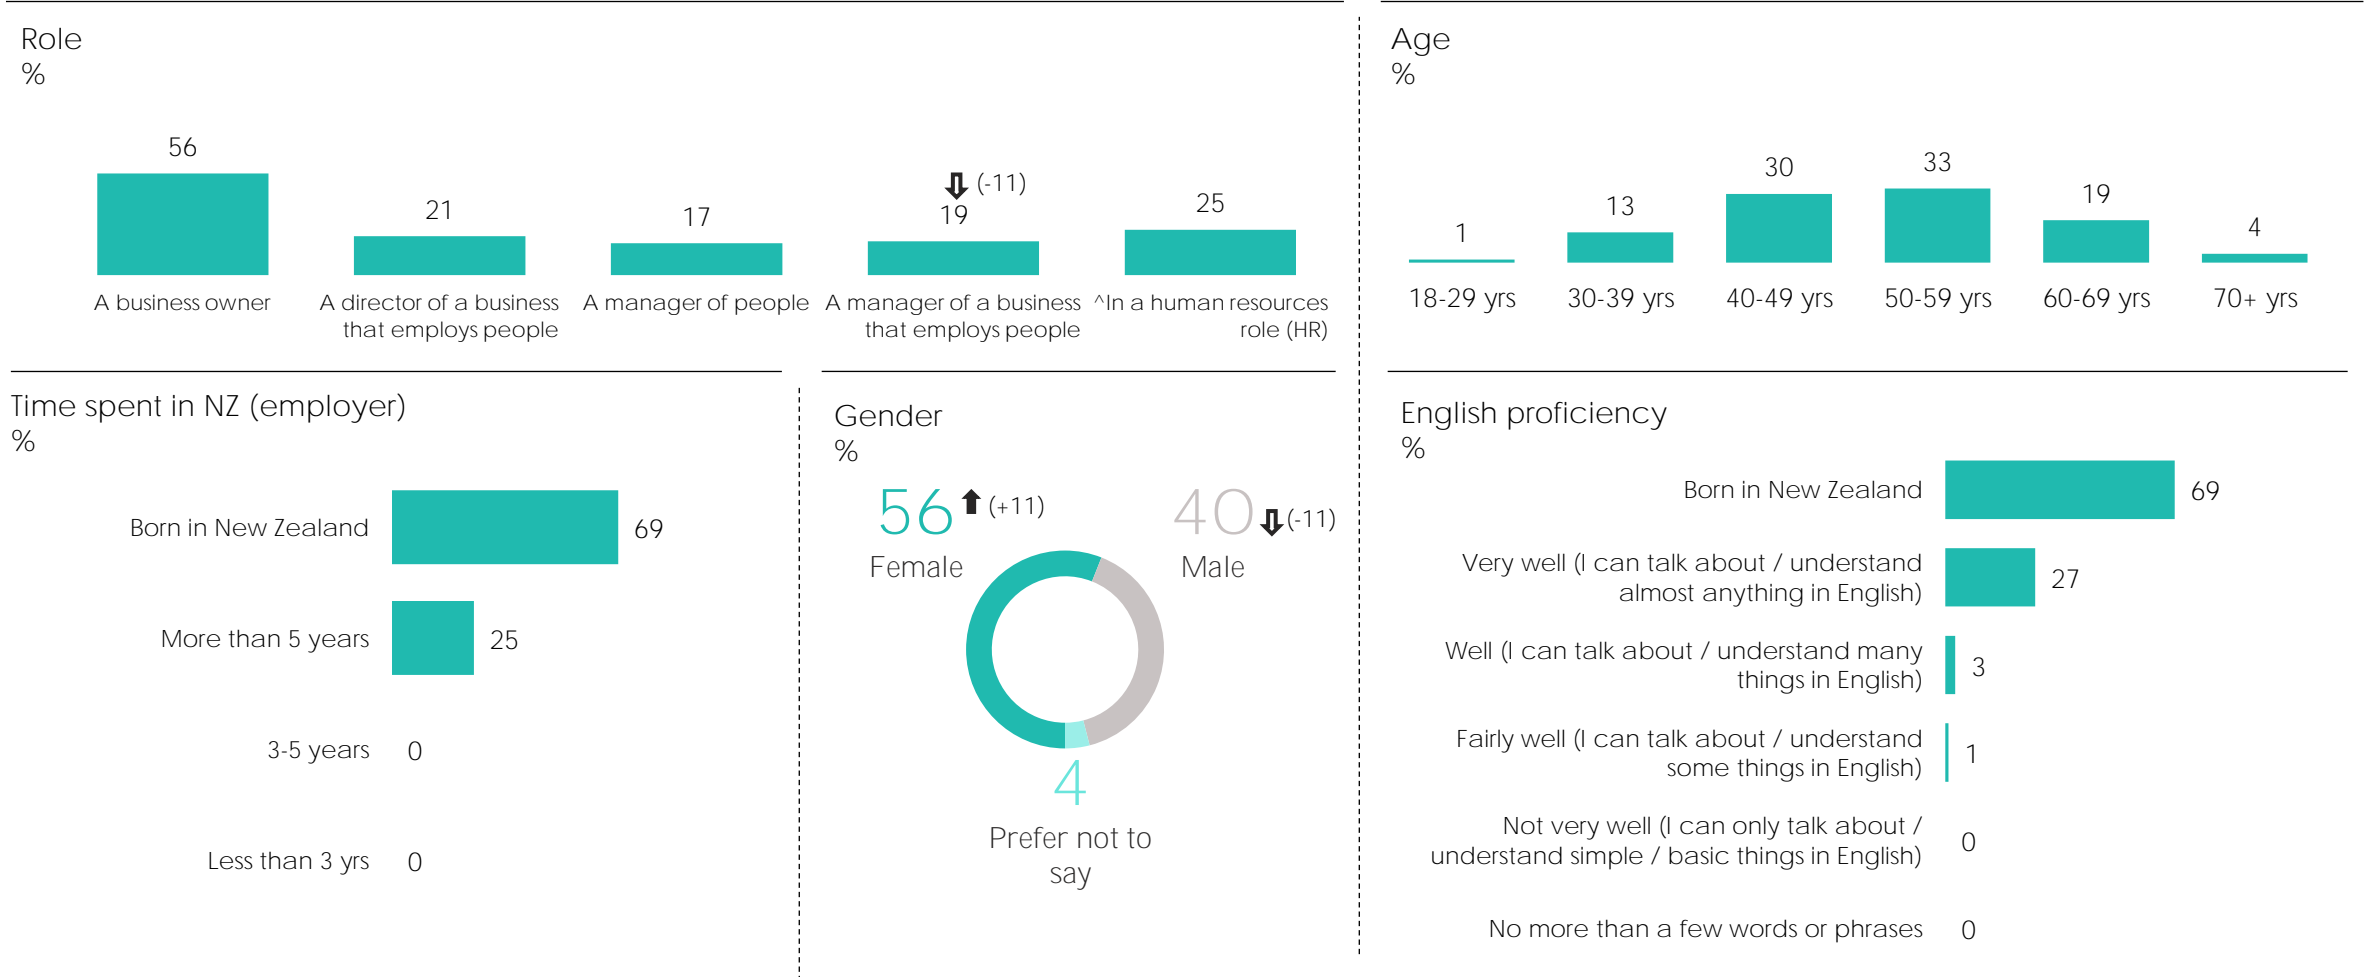 Role
%
56
21
17
(-11)
19
25
A business owner
A director of a business
that employs people
A manager of people
A manager of a business
that employs people
^In a human resources
role (HR)
Age
%
1
13
30
33
19
4
18-29 yrs
30-39 yrs
40-49 yrs
50-59 yrs
60-69 yrs
70+ yrs
Time spent in NZ (employer)
%
Born in New Zealand
69
More than 5 years
25
3-5 years
0
Less than 3 yrs
0
Gender
%
56
(+11)
Female
40
(-11)
Male
4
Prefer not to
say
English proficiency
%
Born in New Zealand
69
Very well (I can talk about / understand
almost anything in English)
27
Well (I can talk about / understand many
things in English)
3
Fairly well (I can talk about / understand
some things in English)
1
Not very well (I can only talk about /
understand simple / basic things in English)
0
No more than a few words or phrases
0